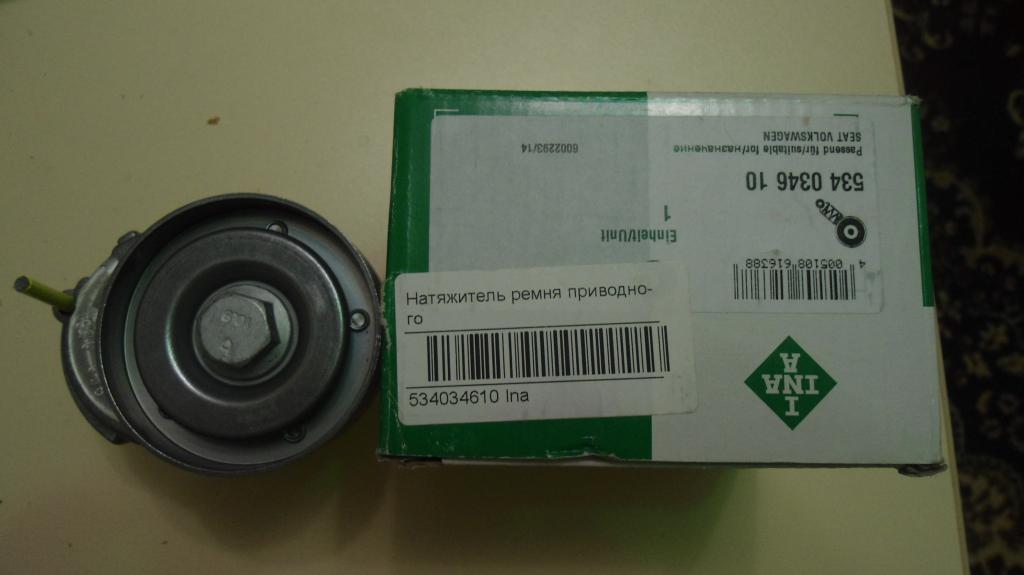 Passend für/suitable for/назначение
SEAT VOLKSWAGEN
6002293/14
534 0346 10
Einheit/Unit
1
4 005108 616388
Натяжитель ремня приводно-
го
534034610 Ina
INA